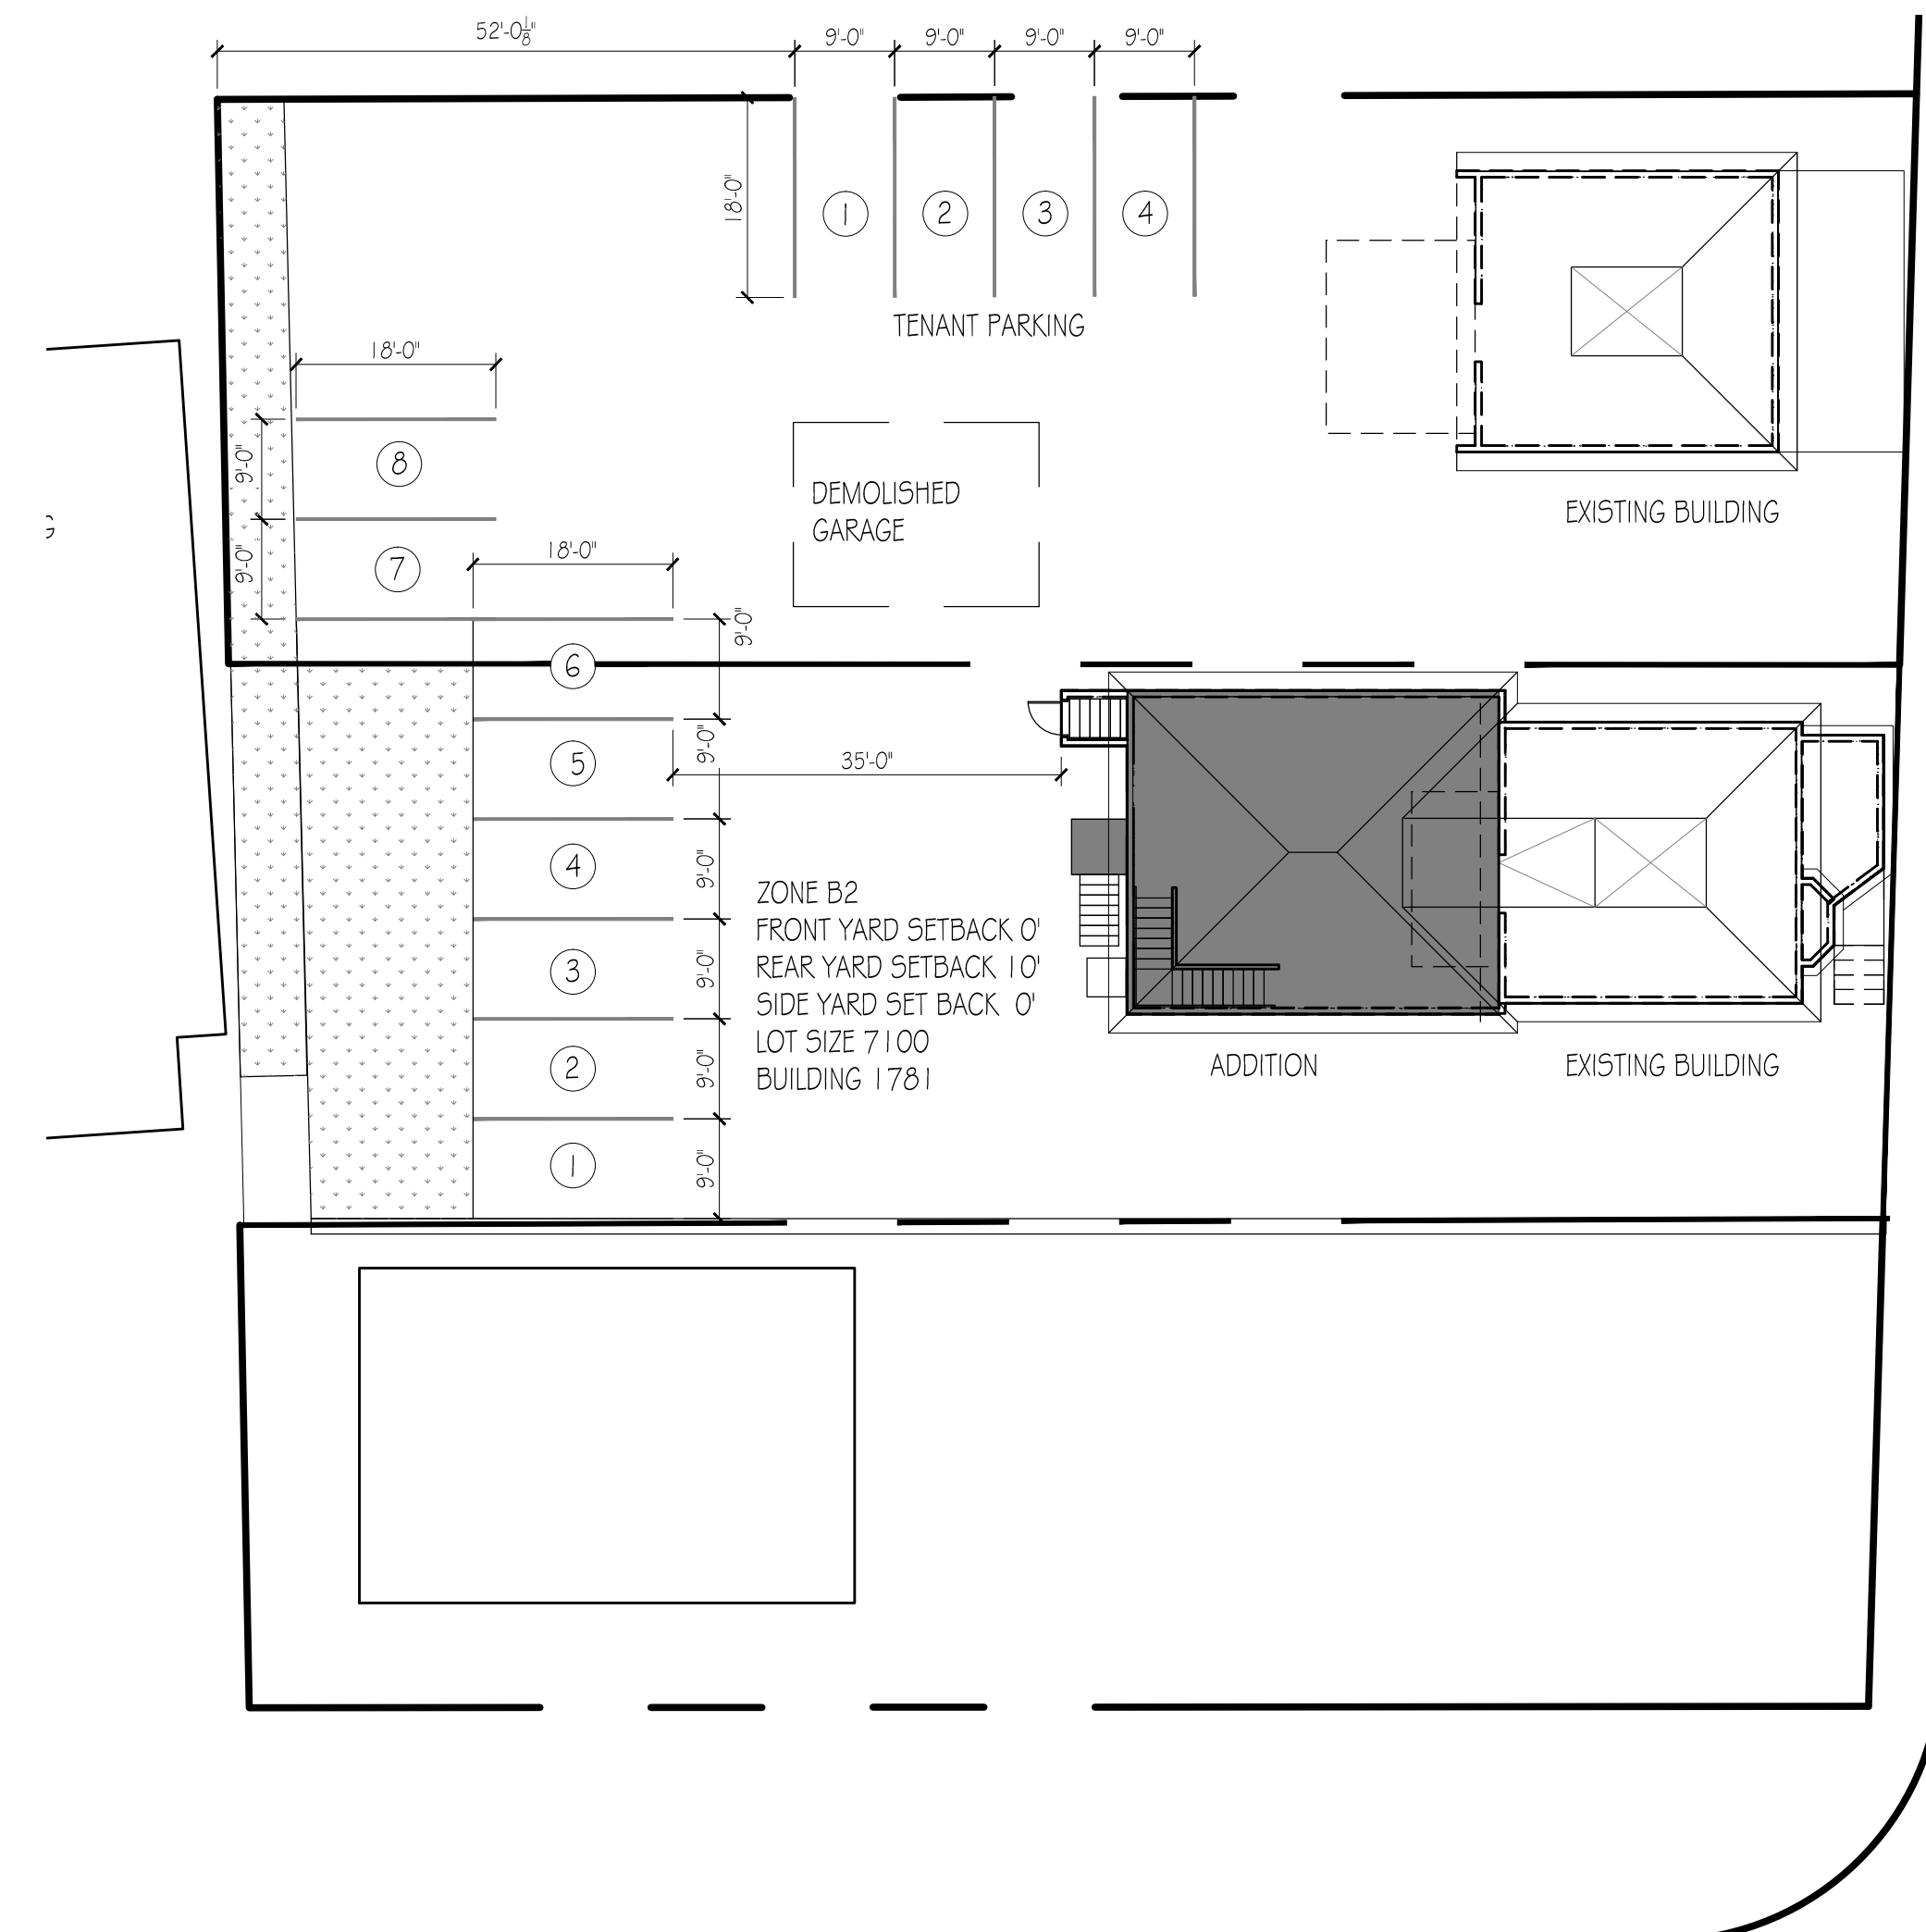 52'-0 1/8"
9'-0" 9'-0" 9'-0" 9'-0"
18'-0"
1 2 3 4
TENANT PARKING
18'-0"
8
9'-0"
DEMOLISHED
GARAGE
EXISTING BUILDING
G
7
9'-0"
18'-0"
9'-0"
6
5
9'-0"
35'-0"
4
9'-0"
ZONE B2
FRONT YARD SETBACK 0'
REAR YARD SETBACK 10'
SIDE YARD SET BACK 0'
LOT SIZE 7100
BUILDING 1781
3
9'-0"
2
9'-0"
ADDITION
EXISTING BUILDING
1
9'-0"